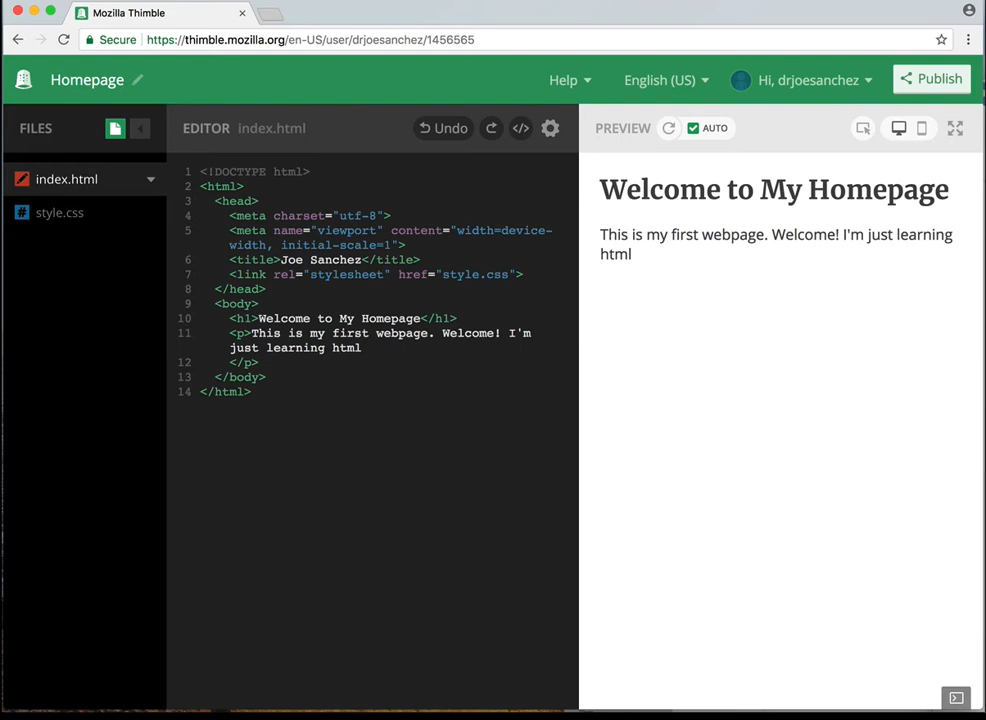 Mozilla Thimble
Secure https://thimble.mozilla.org/en-US/user/drjoesanchez/1456565
Homepage Help English (US) Hi, drjoesanchez Publish
FILES EDITOR index.html Undo </> PREVIEW AUTO
index.html
# style.css
1 <!DOCTYPE html>
2 <html>
3 <head>
4 <meta charset="utf-8">
5 <meta name="viewport" content="width=device-
width, initial-scale=1">
6 <title>Joe Sanchez</title>
7 <link rel="stylesheet" href="style.css">
8 </head>
9 <body>
10 <h1>Welcome to My Homepage</h1>
11 <p>This is my first webpage. Welcome! I'm
just learning html
12 </p>
13 </body>
14 </html>
Welcome to My Homepage
This is my first webpage. Welcome! I'm just learning
html